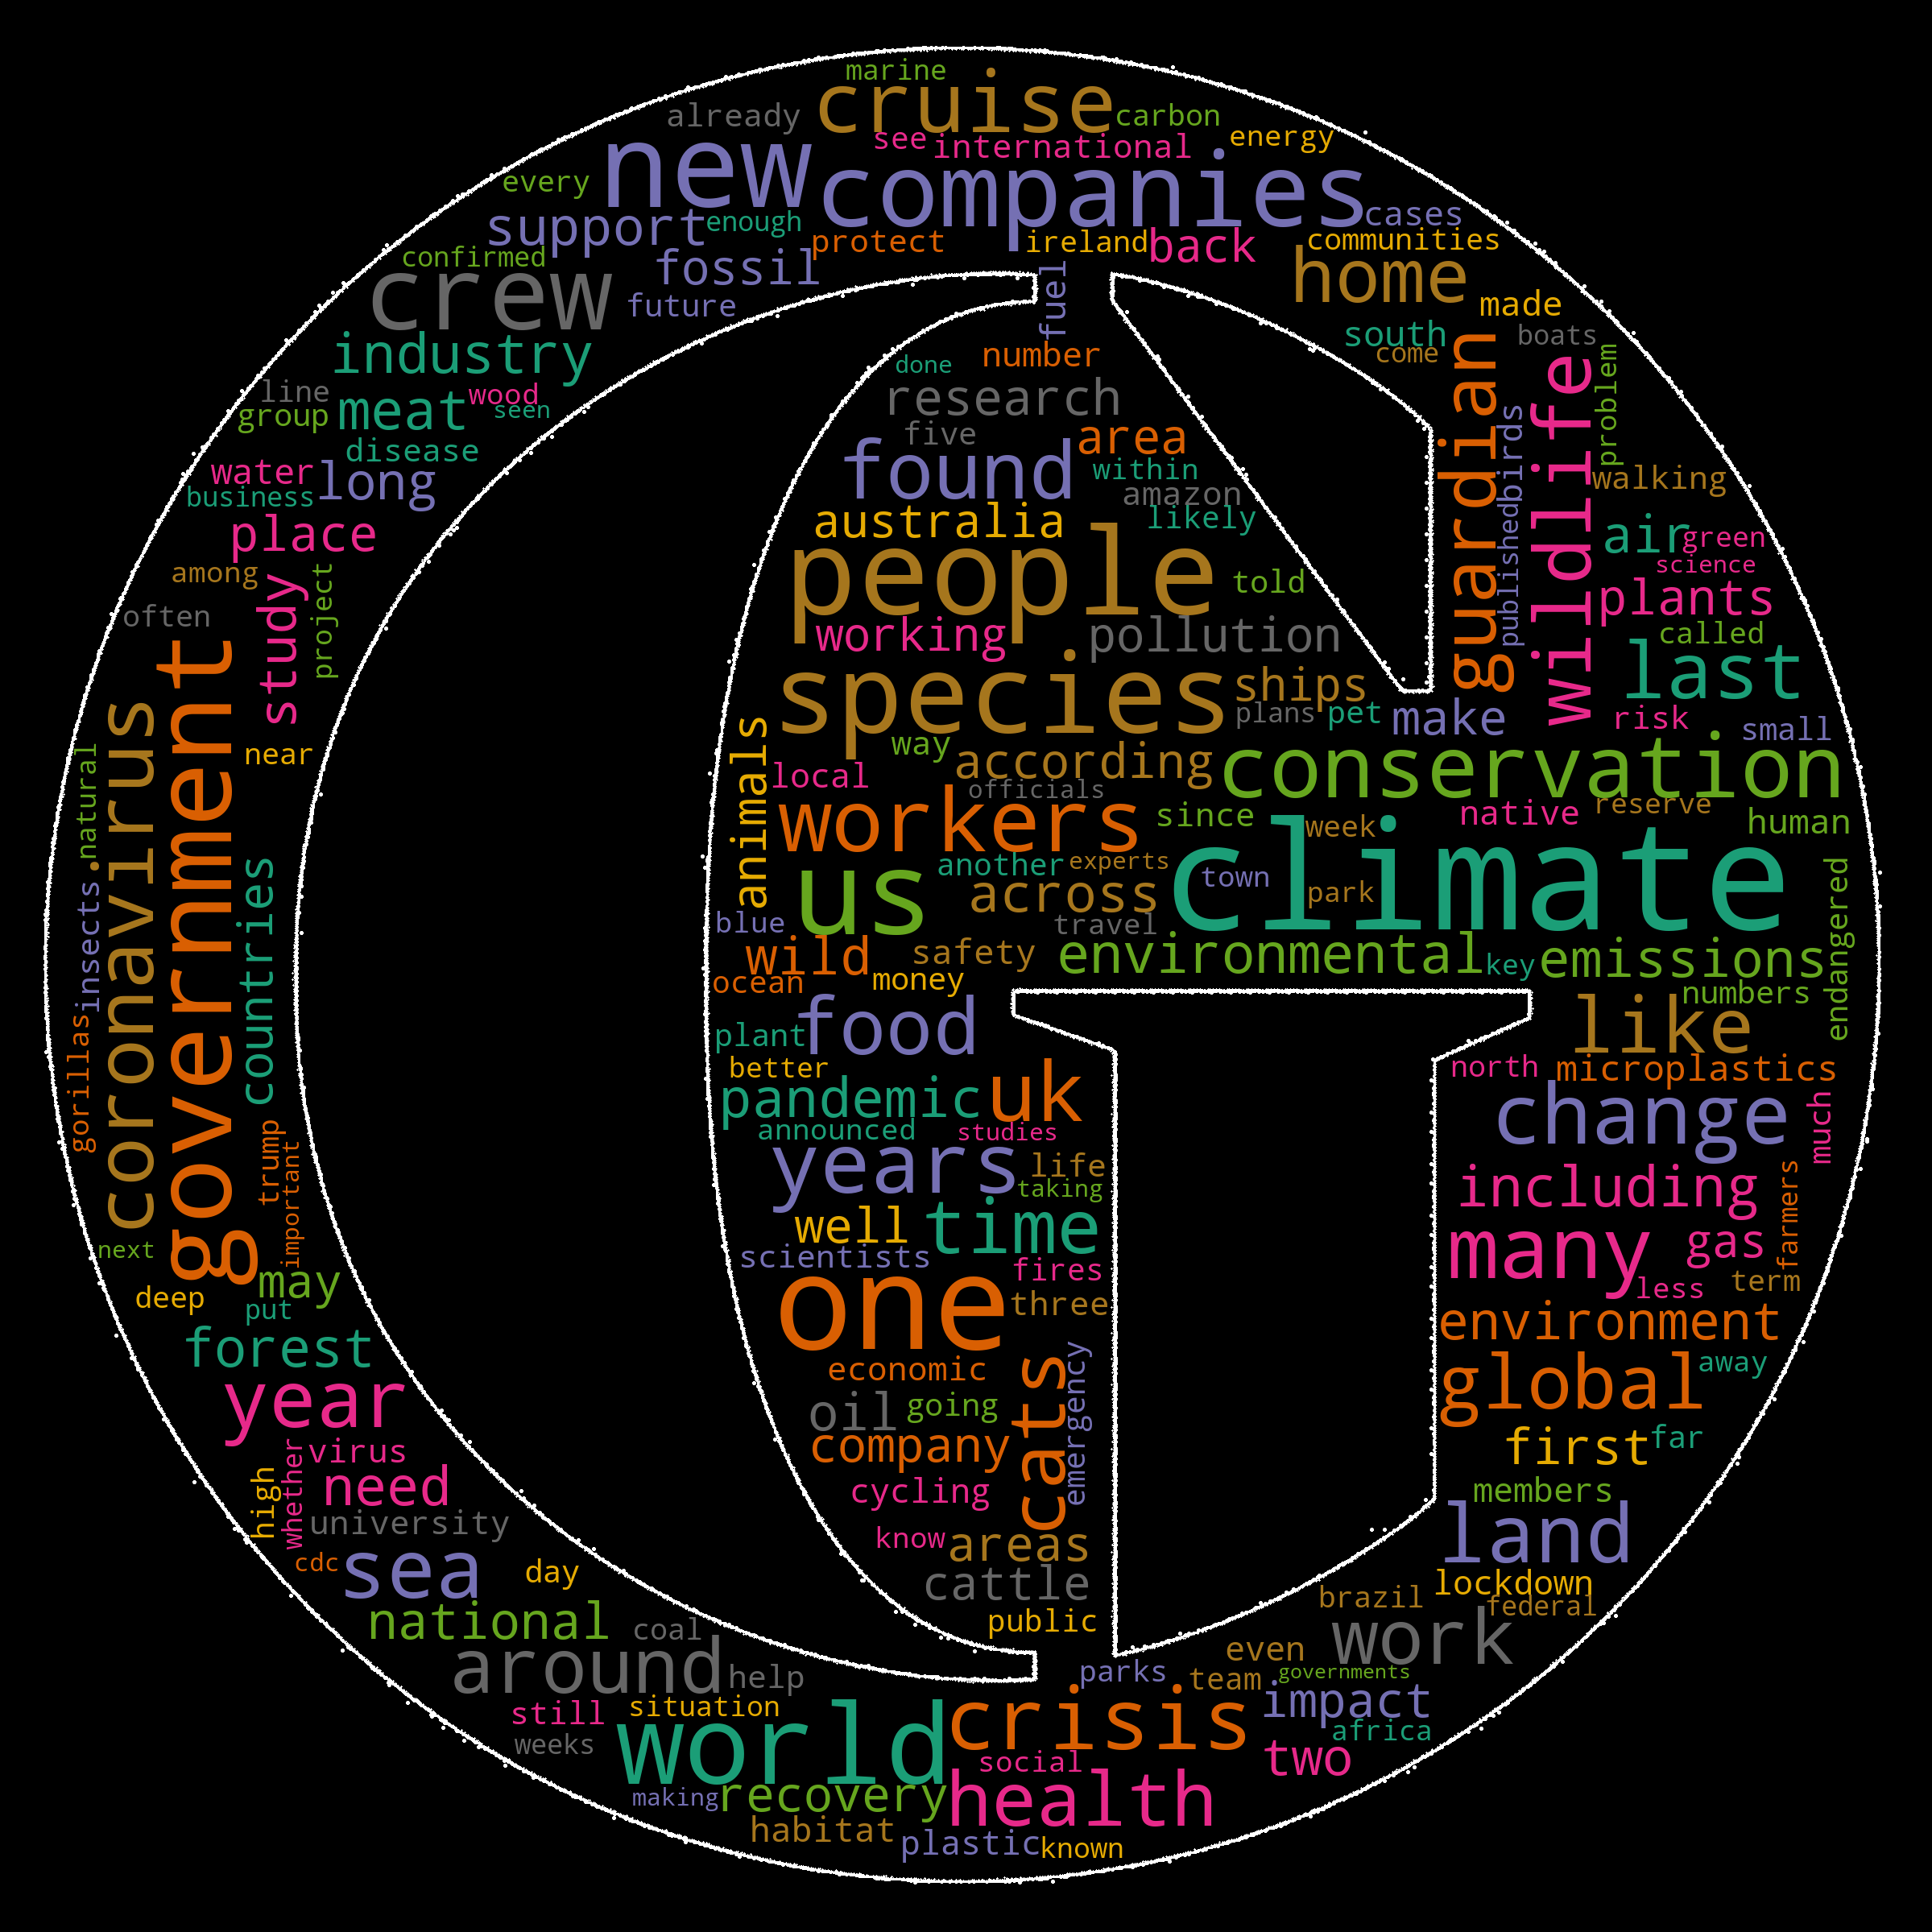 marine
cruise
carbon
already
see
international
energy
new
companies
every
support
enough
cases
protect
ireland
back
communities
confirmed
fossil
home
crew
future
fuel
made
industry
number
south
come
boats
done
line
wood
research
guardian
wildlife
problem
group
meat
seen
five
area
disease
found
within
published
birds
water
long
amazon
walking
business
australia
likely
place
people
air
green
among
project
told
science
study
plants
often
working
pollution
called
species
ships
last
plans
pet
make
risk
small
government
coronavirus
near
natural
animals
way
according
conservation
local
officials
workers
since
week
native
reserve
human
climate
another
experts
us
across
town
park
countries
insects
blue
travel
endangered
wild
safety
environmental
key
emissions
ocean
money
numbers
food
like
plant
gorillas
better
north
microplastics
pandemic
uk
change
much
trump
announced
studies
important
years
life
taking
including
next
well
time
many
gas
farmers
scientists
fires
may
less
term
deep
put
one
three
environment
forest
economic
global
away
year
cats
emergency
oil
going
first
far
virus
company
high
whether
need
cycling
members
university
know
areas
land
cdc
sea
day
cattle
lockdown
brazil
federal
national
coal
public
work
around
help
even
parks
team
governments
still
situation
world
crisis
impact
weeks
africa
social
two
making
recovery
health
habitat
plastic
known